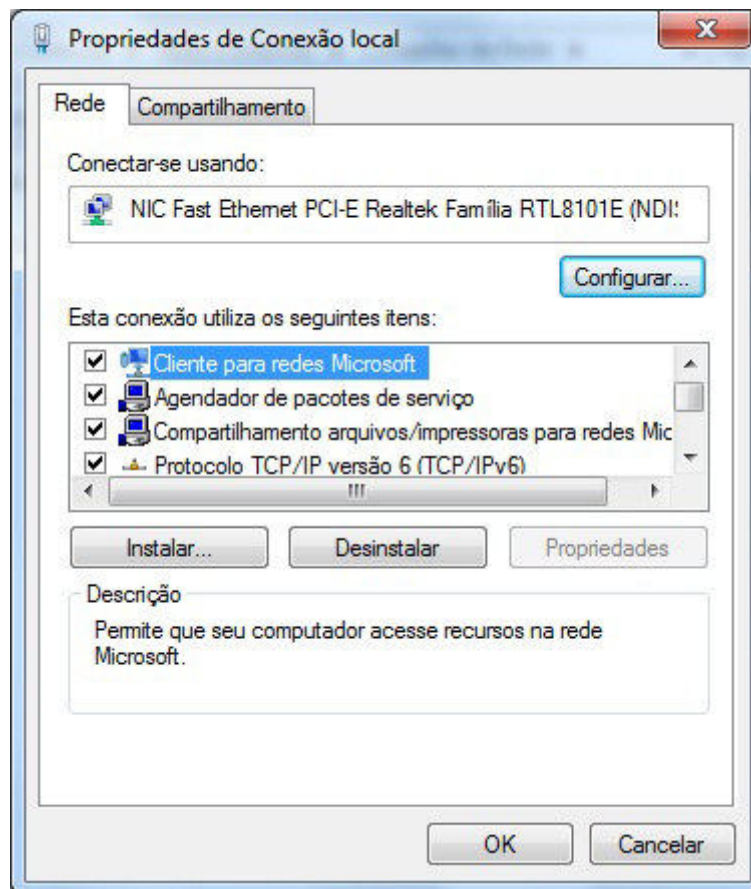 Propriedades de Conexão local
Rede
Compartilhamento
Conectar-se usando:
NIC Fast Ethernet PCI-E Realtek Família RTL8101E (NDIS
Configurar...
Esta conexão utiliza os seguintes itens:
Cliente para redes Microsoft
Agendador de pacotes de serviço
Compartilhamento arquivos/impressoras para redes Mic
Protocolo TCP/IP versão 6 (TCP/IPv6)
Instalar...
Desinstalar
Propriedades
Descrição
Permite que seu computador acesse recursos na rede
Microsoft.
OK
Cancelar